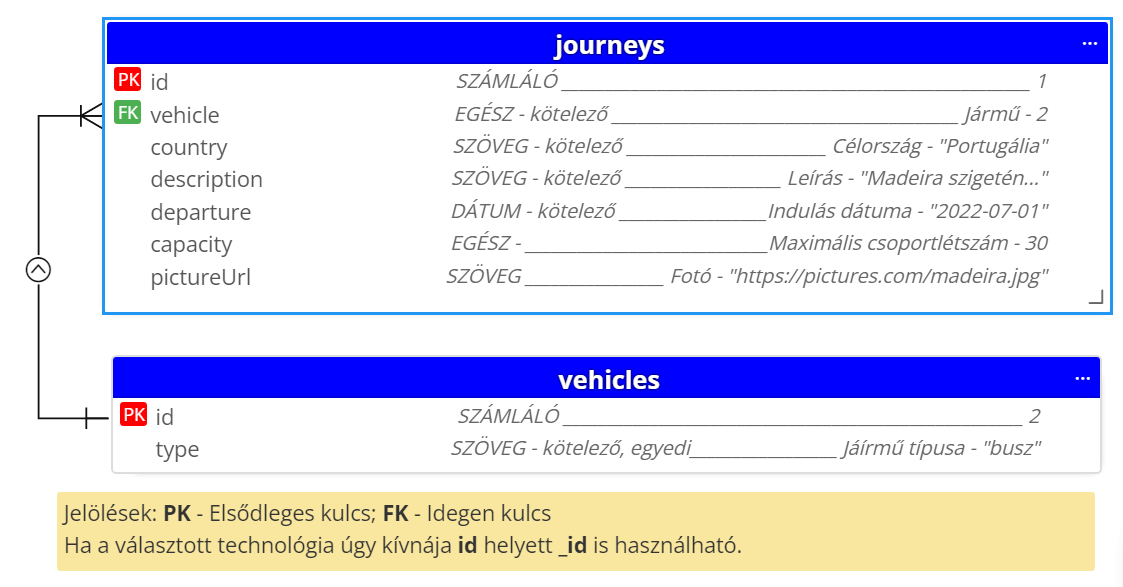 journeys ...
PK id SZÁMLÁLÓ 1
FK vehicle EGÉSZ - kötelező Jármű - 2
country SZÖVEG - kötelező Célország - "Portugália"
description SZÖVEG - kötelező Leírás - "Madeira szigetén..."
departure DÁTUM - kötelező Indulás dátuma - "2022-07-01"
capacity EGÉSZ - Maximális csoportlétszám - 30
pictureUrl SZÖVEG Fotó - "https://pictures.com/madeira.jpg"
vehicles ...
PK id SZÁMLÁLÓ 2
type SZÖVEG - kötelező, egyedi Jáírmű típusa - "busz"
Jelölések: PK - Elsődleges kulcs; FK - Idegen kulcs
Ha a választott technológia úgy kívnája id helyett _id is használható.